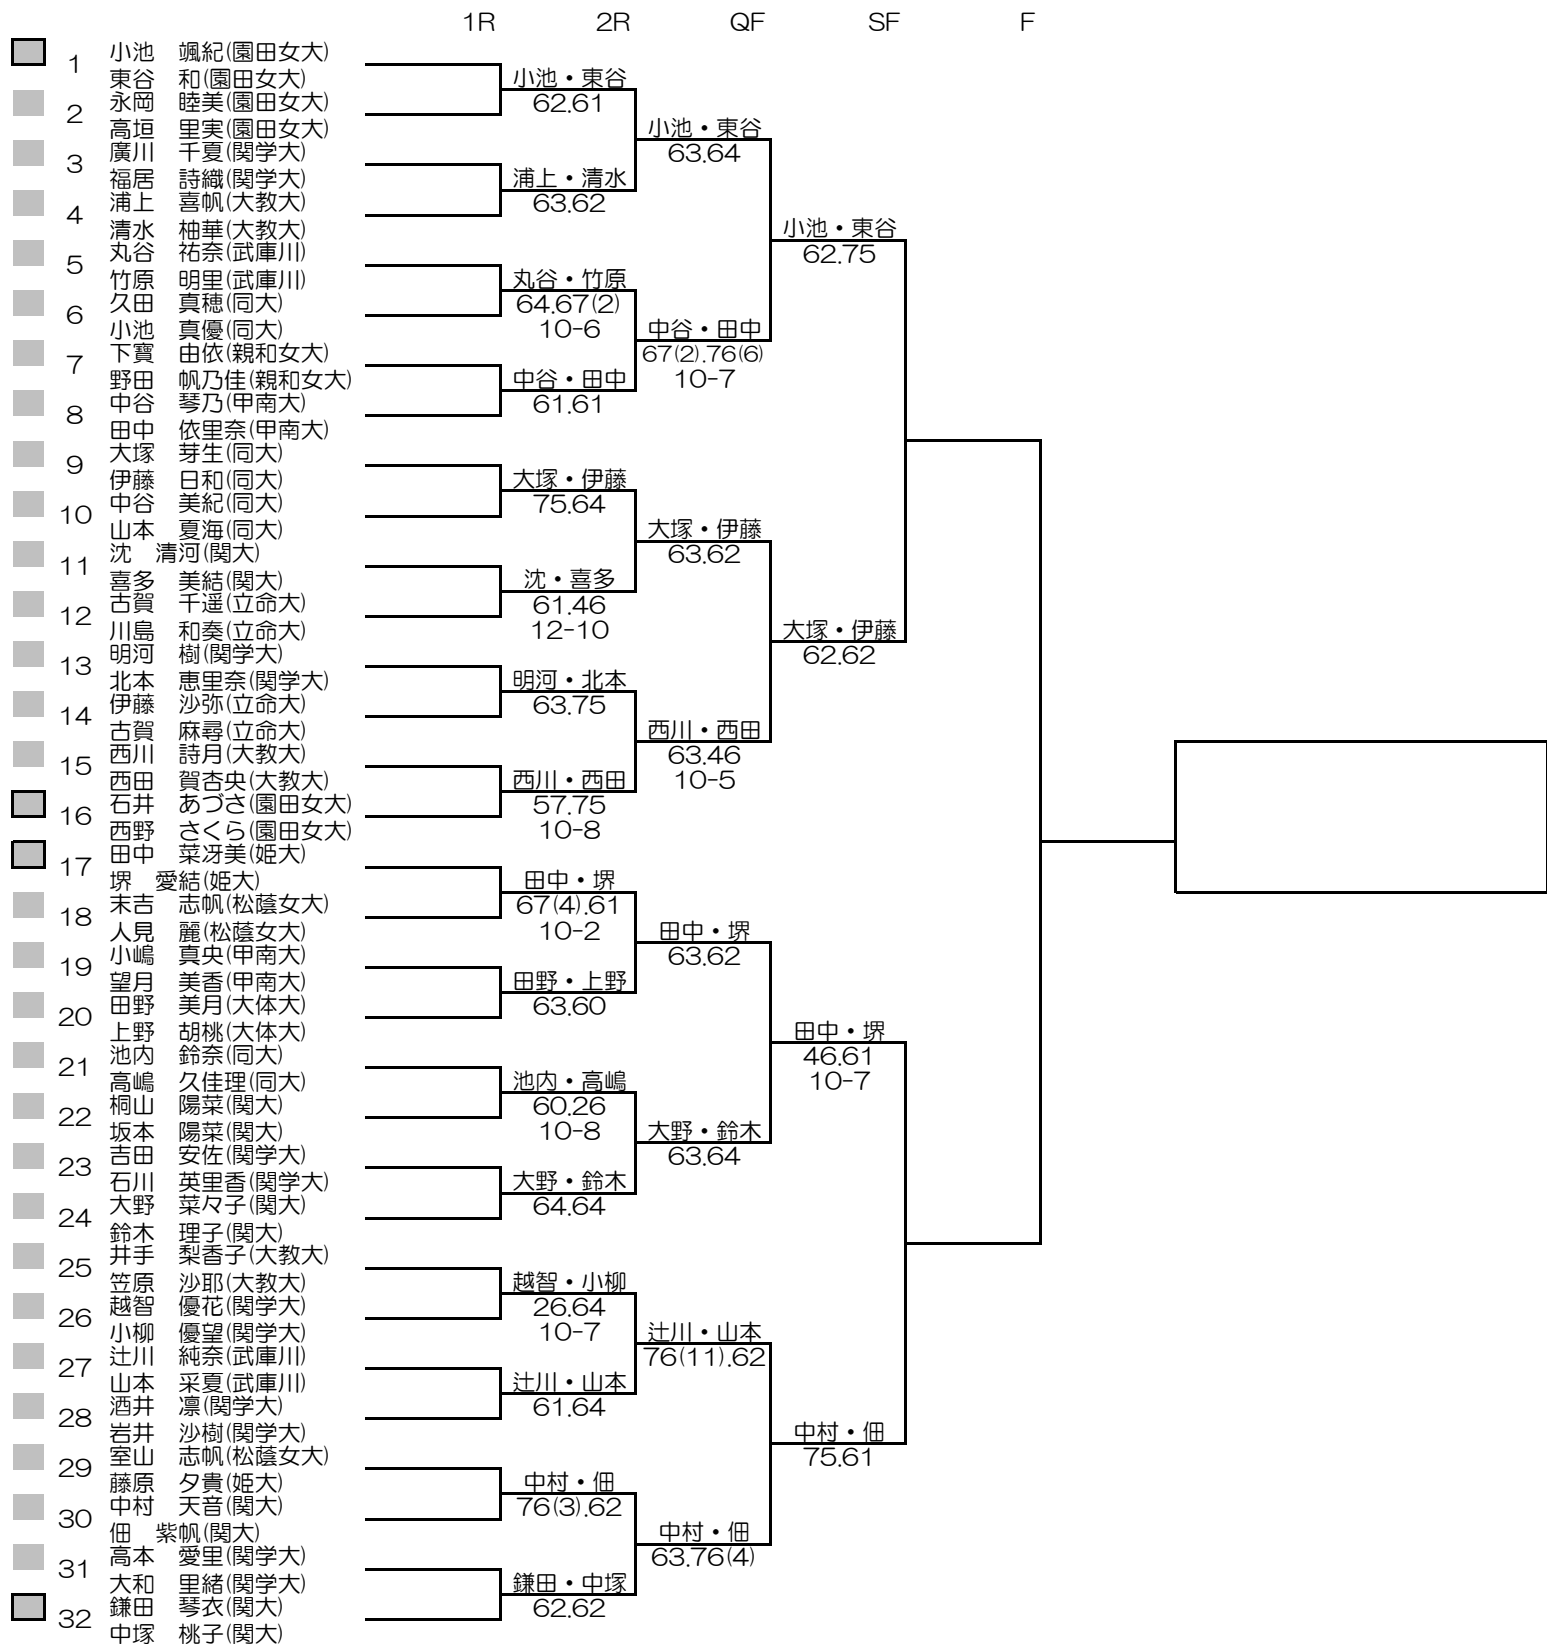 1R 2R QF SF F
1 小池 颯紀(園田女大)
東谷 和(園田女大)
2 永岡 睦美(園田女大)
高垣 里実(園田女大)
3 廣川 千夏(関学大)
福居 詩織(関学大)
4 浦上 喜帆(大教大)
清水 柚華(大教大)
5 丸谷 祐奈(武庫川)
竹原 明里(武庫川)
6 久田 真穂(同大)
小池 真優(同大)
7 下寶 由依(親和女大)
野田 帆乃佳(親和女大)
8 中谷 琴乃(甲南大)
田中 依里奈(甲南大)
9 大塚 芽生(同大)
伊藤 日和(同大)
10 中谷 美紀(同大)
山本 夏海(同大)
11 沈 清河(関大)
喜多 美結(関大)
12 古賀 千遥(立命大)
川島 和奏(立命大)
13 明河 樹(関学大)
北本 恵里奈(関学大)
14 伊藤 沙弥(立命大)
古賀 麻尋(立命大)
15 西川 詩月(大教大)
西田 賀杏央(大教大)
16 石井 あづさ(園田女大)
西野 さくら(園田女大)
17 田中 菜冴美(姫大)
堺 愛結(姫大)
18 末吉 志帆(松蔭女大)
人見 麗(松蔭女大)
19 小嶋 真央(甲南大)
望月 美香(甲南大)
20 田野 美月(大体大)
上野 胡桃(大体大)
21 池内 鈴奈(同大)
高嶋 久佳理(同大)
22 桐山 陽菜(関大)
坂本 陽菜(関大)
23 吉田 安佐(関学大)
石川 英里香(関学大)
24 大野 菜々子(関大)
鈴木 理子(関大)
25 井手 梨香子(大教大)
笠原 沙耶(大教大)
26 越智 優花(関学大)
小柳 優望(関学大)
27 辻川 純奈(武庫川)
山本 采夏(武庫川)
28 酒井 凛(関学大)
岩井 沙樹(関学大)
29 室山 志帆(松蔭女大)
藤原 夕貴(姫大)
30 中村 天音(関大)
佃 紫帆(関大)
31 高本 愛里(関学大)
大和 里緒(関学大)
32 鎌田 琴衣(関大)
中塚 桃子(関大)
小池・東谷
62.61
浦上・清水
63.62
丸谷・竹原
64.67(2)
10-6
中谷・田中
61.61
大塚・伊藤
75.64
沈・喜多
61.46
12-10
明河・北本
63.75
西川・西田
57.75
10-8
田中・堺
67(4).61
10-2
田野・上野
63.60
池内・高嶋
60.26
10-8
大野・鈴木
64.64
越智・小柳
26.64
10-7
辻川・山本
61.64
中村・佃
76(3).62
鎌田・中塚
62.62
小池・東谷
63.64
中谷・田中
67(2).76(6)
10-7
大塚・伊藤
63.62
西川・西田
63.46
10-5
田中・堺
63.62
大野・鈴木
63.64
辻川・山本
76(11).62
中村・佃
63.76(4)
小池・東谷
62.75
大塚・伊藤
62.62
田中・堺
46.61
10-7
中村・佃
75.61